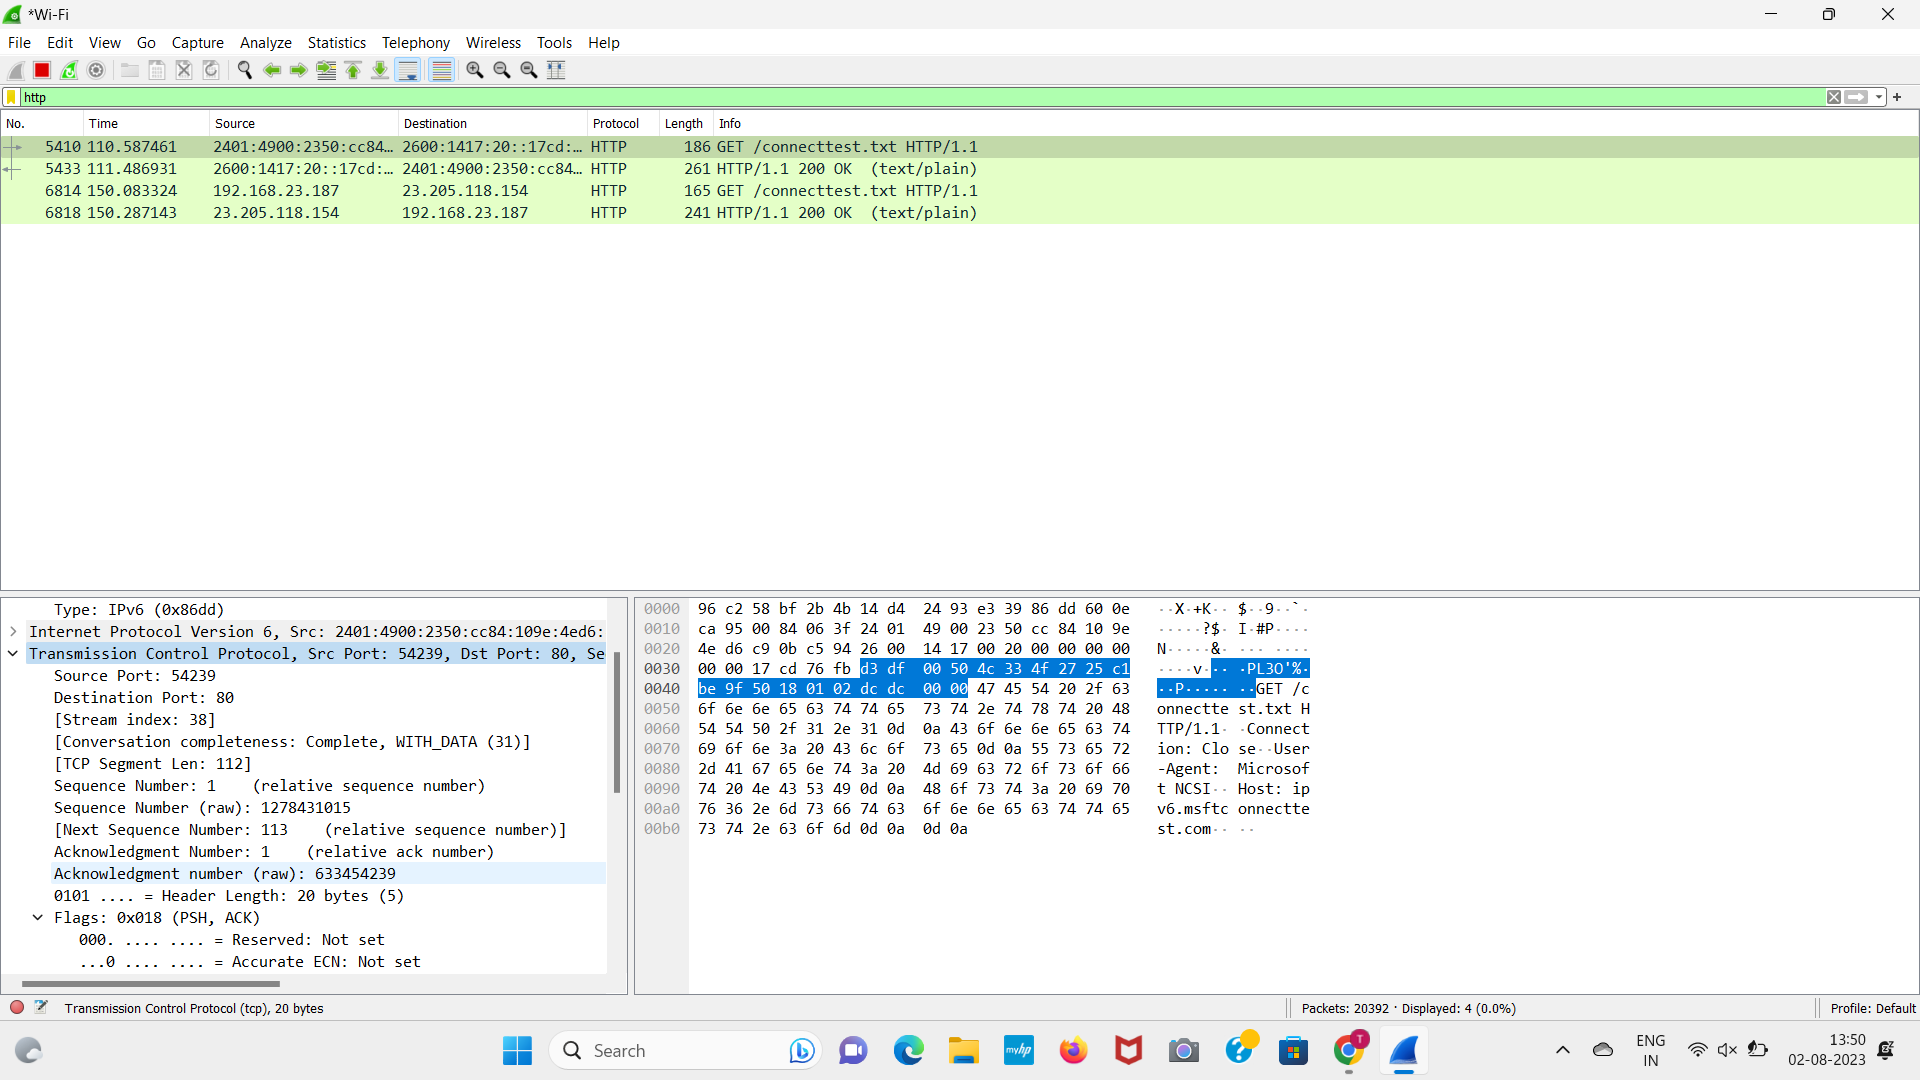 *Wi-Fi
File Edit View Go Capture Analyze Statistics Telephony Wireless Tools Help
http
No. Time Source Destination Protocol Length Info
5410 110.587461 2401:4900:2350:cc84… 2600:1417:20::17cd:… HTTP 186 GET /connecttest.txt HTTP/1.1
5433 111.486931 2600:1417:20::17cd:… 2401:4900:2350:cc84… HTTP 261 HTTP/1.1 200 OK (text/plain)
6814 150.083324 192.168.23.187 23.205.118.154 HTTP 165 GET /connecttest.txt HTTP/1.1
6818 150.287143 23.205.118.154 192.168.23.187 HTTP 241 HTTP/1.1 200 OK (text/plain)
Type: IPv6 (0x86dd)
Internet Protocol Version 6, Src: 2401:4900:2350:cc84:109e:4ed6:
Transmission Control Protocol, Src Port: 54239, Dst Port: 80, Se
Source Port: 54239
Destination Port: 80
[Stream index: 38]
[Conversation completeness: Complete, WITH_DATA (31)]
[TCP Segment Len: 112]
Sequence Number: 1 (relative sequence number)
Sequence Number (raw): 1278431015
[Next Sequence Number: 113 (relative sequence number)]
Acknowledgment Number: 1 (relative ack number)
Acknowledgment number (raw): 633454239
0101 .... = Header Length: 20 bytes (5)
Flags: 0x018 (PSH, ACK)
000. .... .... = Reserved: Not set
...0 .... .... = Accurate ECN: Not set
0000 96 c2 58 bf 2b 4b 14 d4 24 93 e3 39 86 dd 60 0e ··X·+K·· $··9··`·
0010 ca 95 00 84 06 3f 24 01 49 00 23 50 cc 84 10 9e ·····?$· I·#P····
0020 4e d6 c9 0b c5 94 26 00 14 17 00 20 00 00 00 00 N·····&· ··· ····
0030 00 00 17 cd 76 fb d3 df 00 50 4c 33 4f 27 25 c1 ····v··· ·PL3O'%·
0040 be 9f 50 18 01 02 dc dc 00 00 47 45 54 20 2f 63 ··P····· ··GET /c
0050 6f 6e 6e 65 63 74 74 65 73 74 2e 74 78 74 20 48 onnectte st.txt H
0060 54 54 50 2f 31 2e 31 0d 0a 43 6f 6e 6e 65 63 74 TTP/1.1· ·Connect
0070 69 6f 6e 3a 20 43 6c 6f 73 65 0d 0a 55 73 65 72 ion: Clo se··User
0080 2d 41 67 65 6e 74 3a 20 4d 69 63 72 6f 73 6f 66 -Agent: Microsof
0090 74 20 4e 43 53 49 0d 0a 48 6f 73 74 3a 20 69 70 t NCSI·· Host: ip
00a0 76 36 2e 6d 73 66 74 63 6f 6e 6e 65 63 74 74 65 v6.msftc onnectte
00b0 73 74 2e 63 6f 6d 0d 0a 0d 0a st.com·· ··
Transmission Control Protocol (tcp), 20 bytes
Packets: 20392 · Displayed: 4 (0.0%)
Profile: Default
Search
myhp
T
ENG
IN
13:50
02-08-2023